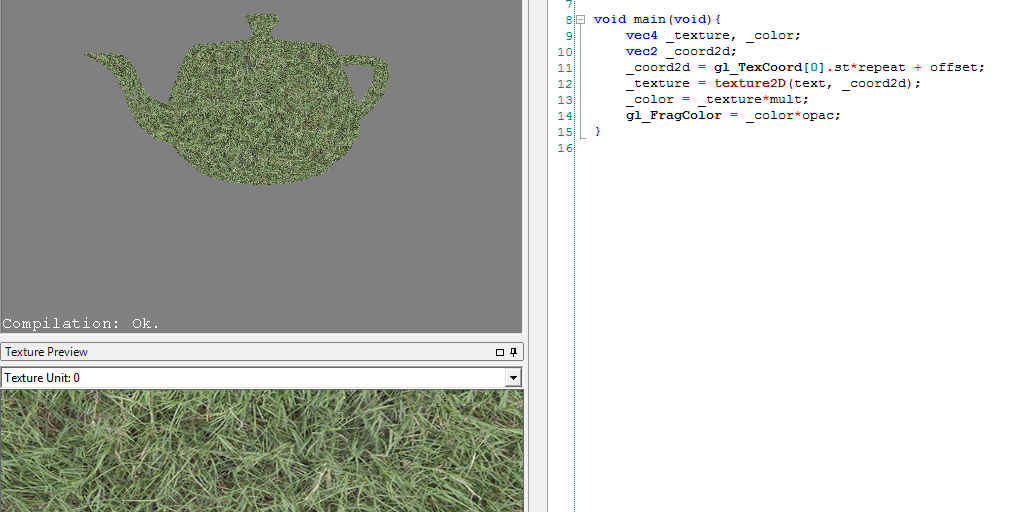 Compilation: Ok.
Texture Preview
Texture Unit: 0
7
8 void main(void){
9 vec4 _texture, _color;
10 vec2 _coord2d;
11 _coord2d = gl_TexCoord[0].st*repeat + offset;
12 _texture = texture2D(text, _coord2d);
13 _color = _texture*mult;
14 gl_FragColor = _color*opac;
15 }
16